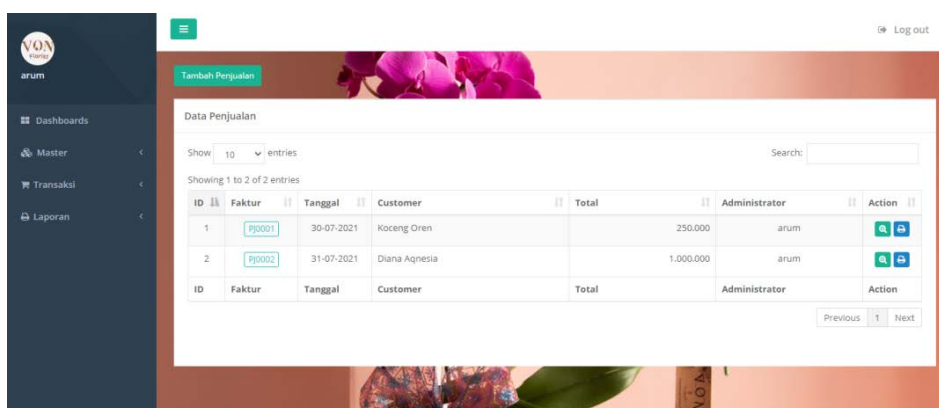 VON
Florist
arum
Log out
Dashboards
Master
Transaksi
Laporan
Tambah Penjualan
Data Penjualan
Show 10 entries
Search:
Showing 1 to 2 of 2 entries
ID Faktur Tanggal Customer Total Administrator Action
1 PJ0001 30-07-2021 Koceng Oren 250.000 arum
2 PJ0002 31-07-2021 Diana Aqnesia 1.000.000 arum
ID Faktur Tanggal Customer Total Administrator Action
Previous 1 Next
VON